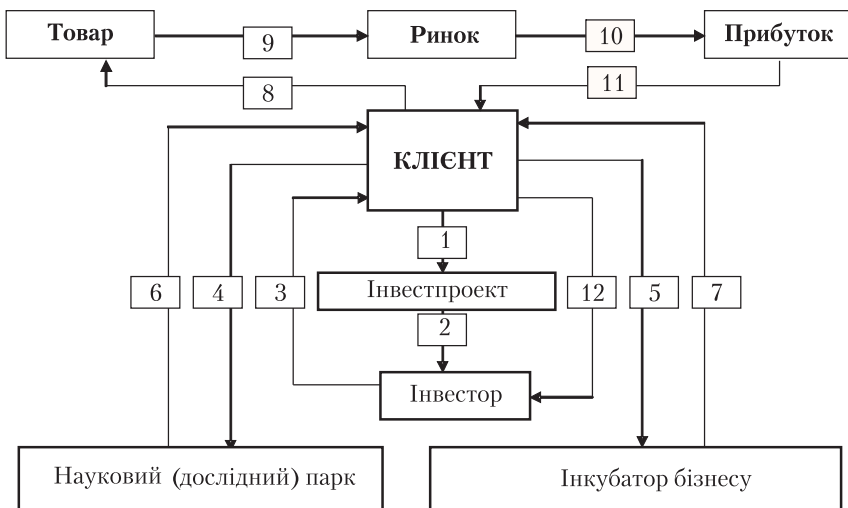 Товар
9
Ринок
10
Прибуток
8
11
КЛІЄНТ
1
6
4
3
Інвестпроект
12
5
7
2
Інвестор
Науковий (дослідний) парк
Інкубатор бізнесу